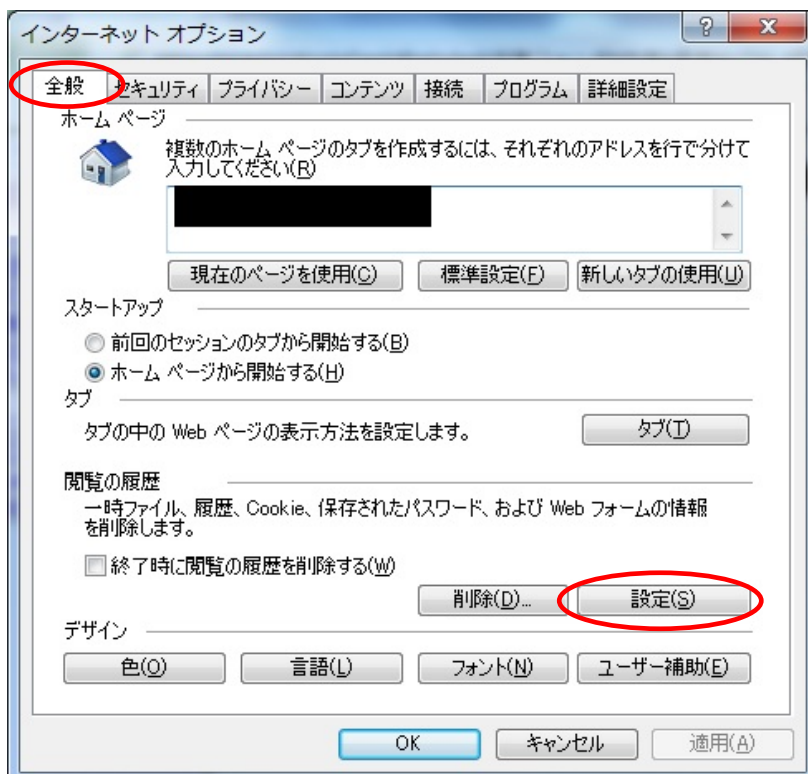 インターネット オプション
全般 セキュリティ プライバシー コンテンツ 接続 プログラム 詳細設定
ホーム ページ
複数のホーム ページのタブを作成するには、それぞれのアドレスを行で分けて
入力してください(R)
現在のページを使用(C) 標準設定(F) 新しいタブの使用(U)
スタートアップ
前回のセッションのタブから開始する(B)
ホーム ページから開始する(H)
タブ
タブの中の Web ページの表示方法を設定します。 タブ(T)
閲覧の履歴
一時ファイル、履歴、Cookie、保存されたパスワード、および Web フォームの情報
を削除します。
終了時に閲覧の履歴を削除する(W)
削除(D)... 設定(S)
デザイン
色(O) 言語(L) フォント(N) ユーザー補助(E)
OK キャンセル 適用(A)